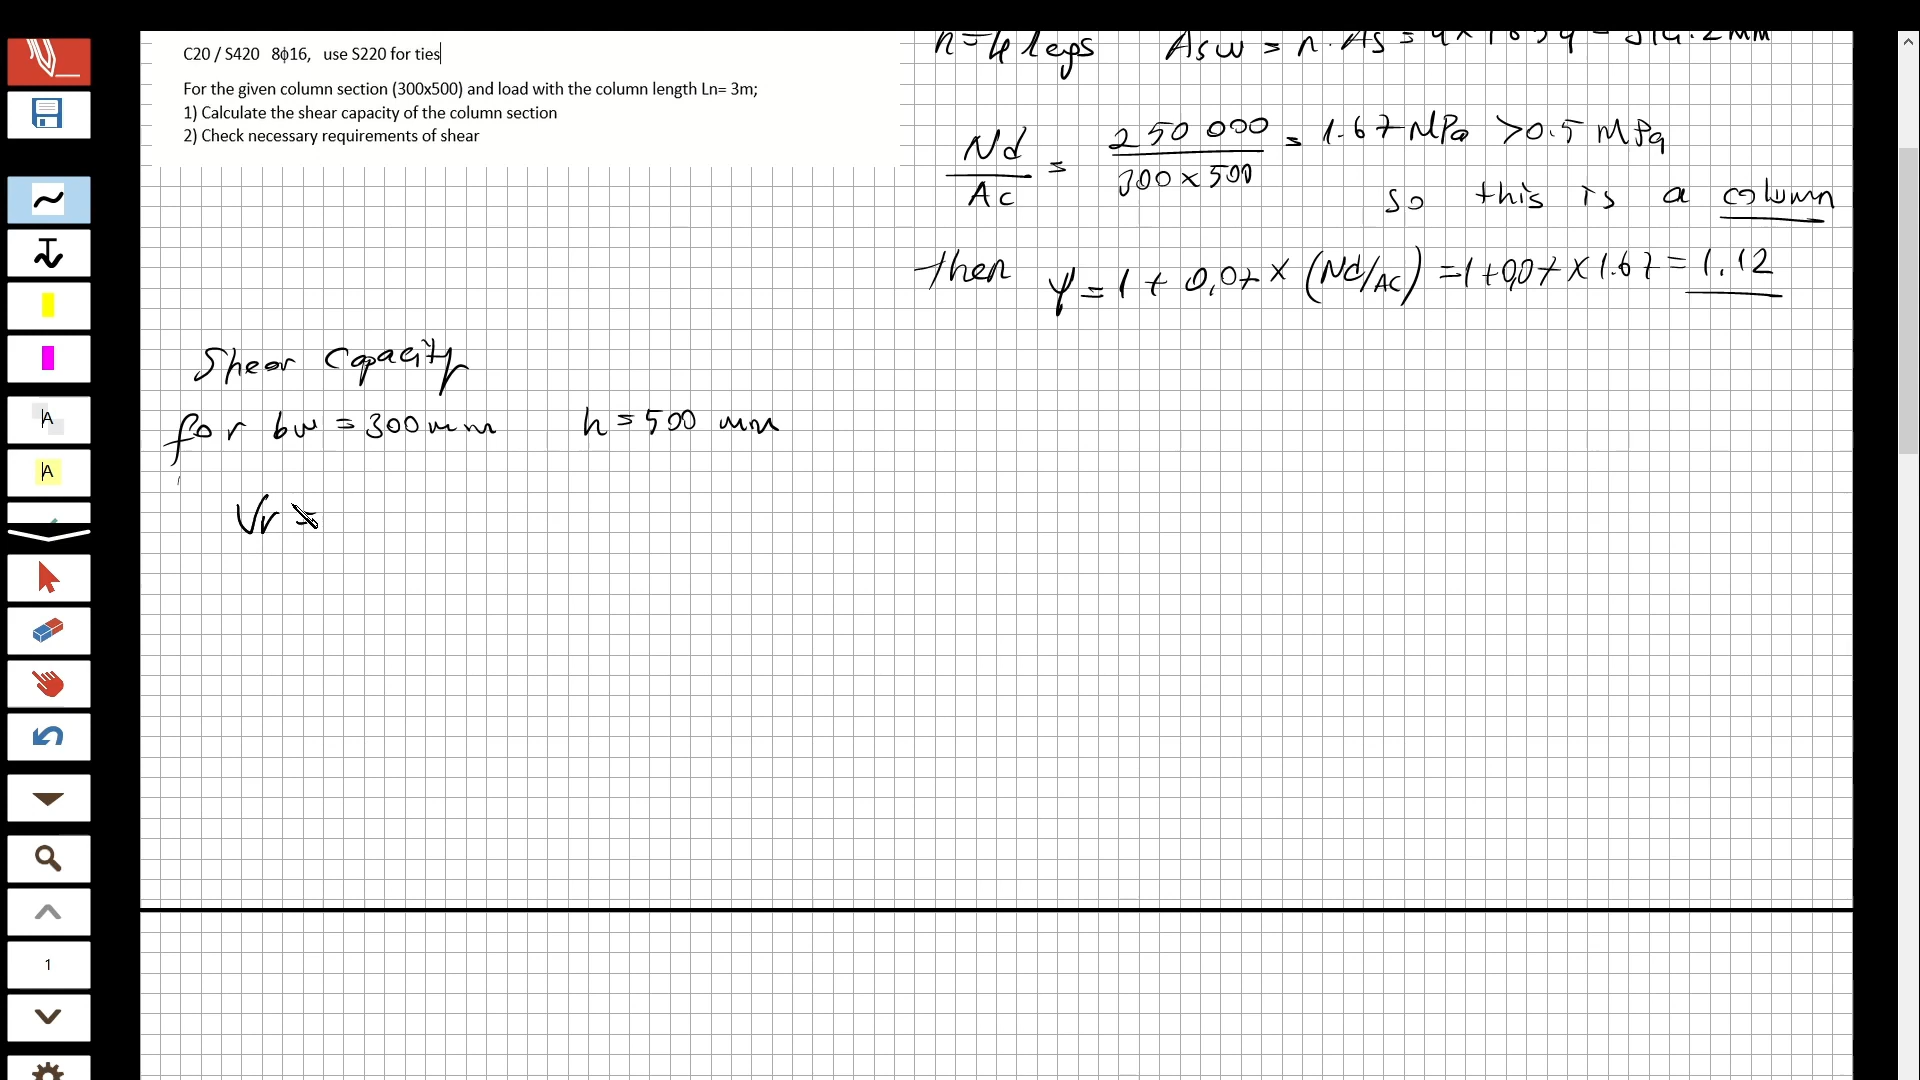 C20 / S420 8ϕ16, use S220 for ties
For the given column section (300x500) and load with the column length Ln= 3m;
1) Calculate the shear capacity of the column section
2) Check necessary requirements of shear
n=4 legs Asw = n. As =
Nd/Ac = 250 000/300 x 500 = 1.67 MPa > 0.5 MPa
so this is a column
then ψ = 1 + 0,07 x (Nd/Ac) = 1+0,07 x 1.67 = 1.12
Shear Capacity
for bw = 300 mm h = 500 mm
Vr =
A
A
1